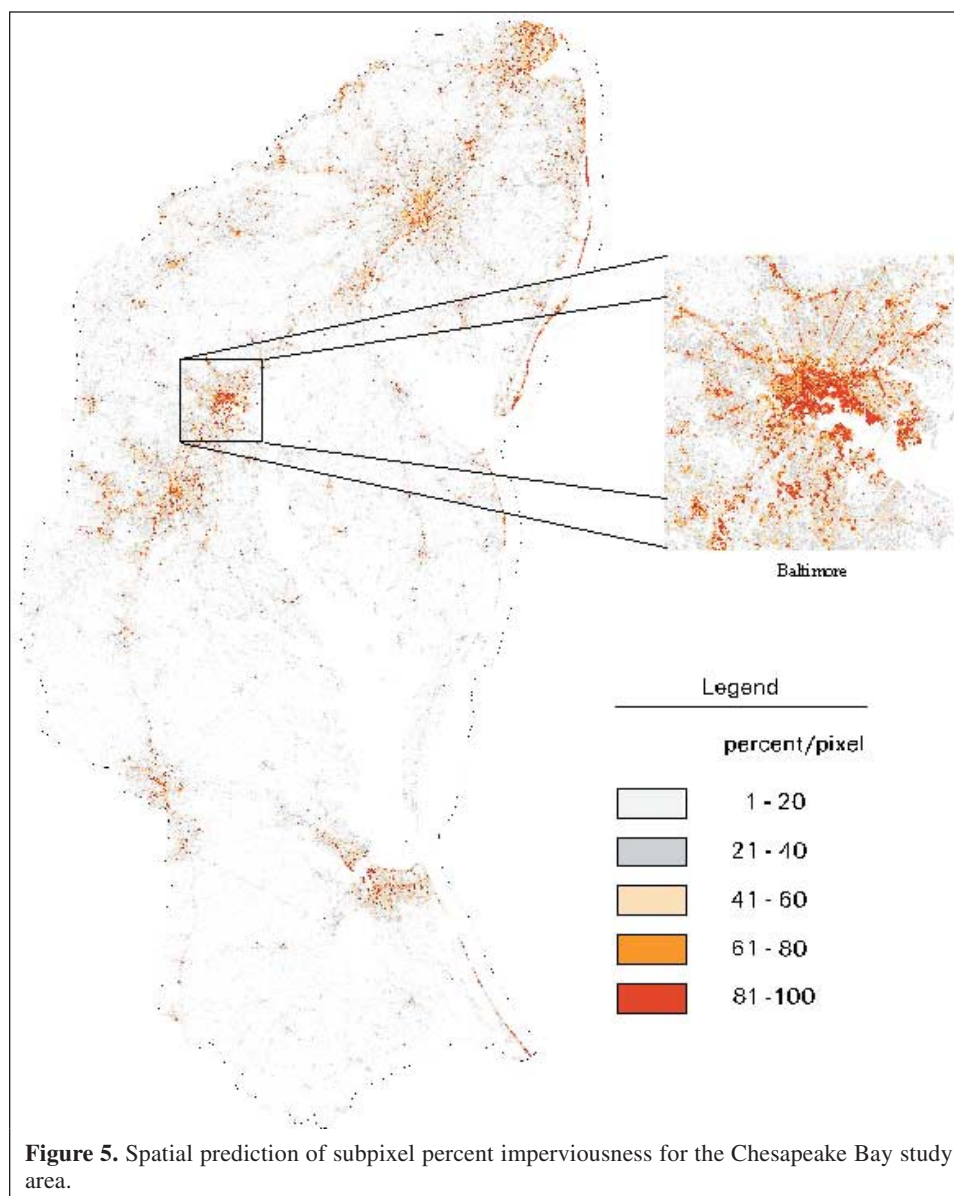 Baltimore
Legend
percent/pixel
1 - 20
21 - 40
41 - 60
61 - 80
81 - 100
Figure 5. Spatial prediction of subpixel percent imperviousness for the Chesapeake Bay study
area.